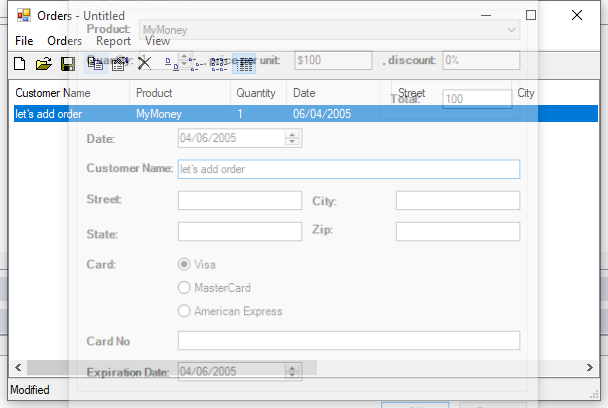 Orders - Untitled
Product: MyMoney
File Orders Report View
Quantity: price per unit: $100 , discount: 0%
Customer Name Product Quantity Date Street City
Total: 100
let's add order MyMoney 1 06/04/2005
Date: 04/06/2005
Customer Name: let's add order
Street: City:
State: Zip:
Card: Visa
MasterCard
American Express
Card No
Expiration Date: 04/06/2005
Modified